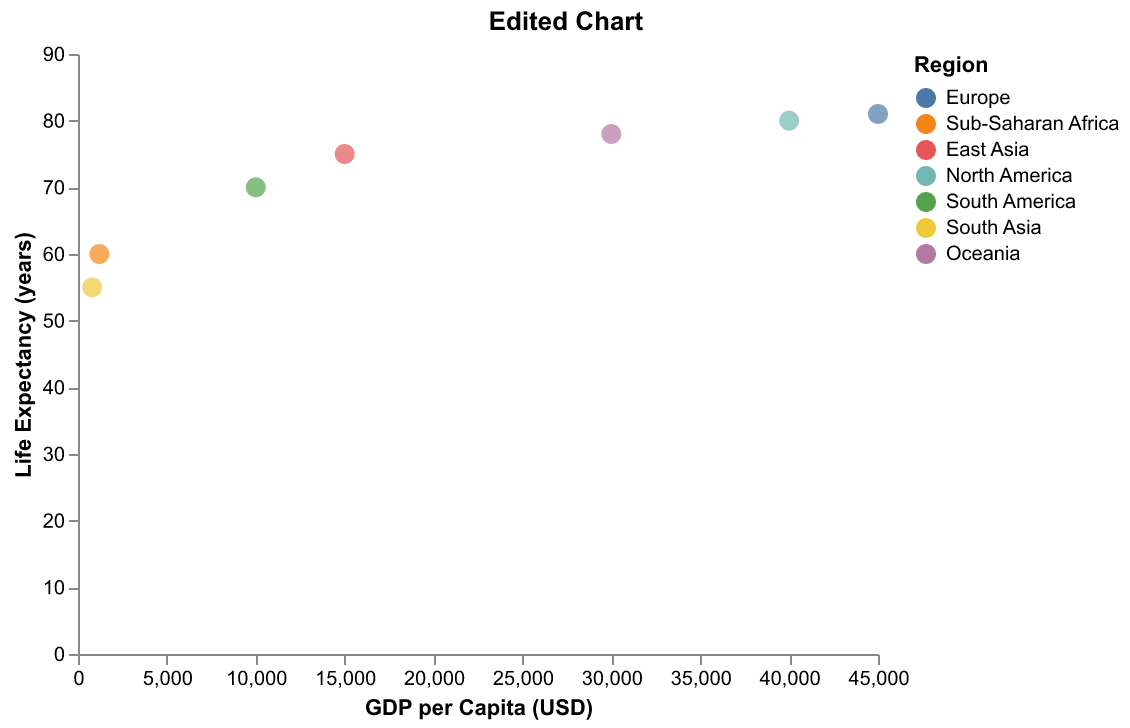 Edited Chart
90
80
70
60
50
40
30
20
10
0
Life Expectancy (years)
0 5,000 10,000 15,000 20,000 25,000 30,000 35,000 40,000 45,000
GDP per Capita (USD)
Region
Europe
Sub-Saharan Africa
East Asia
North America
South America
South Asia
Oceania